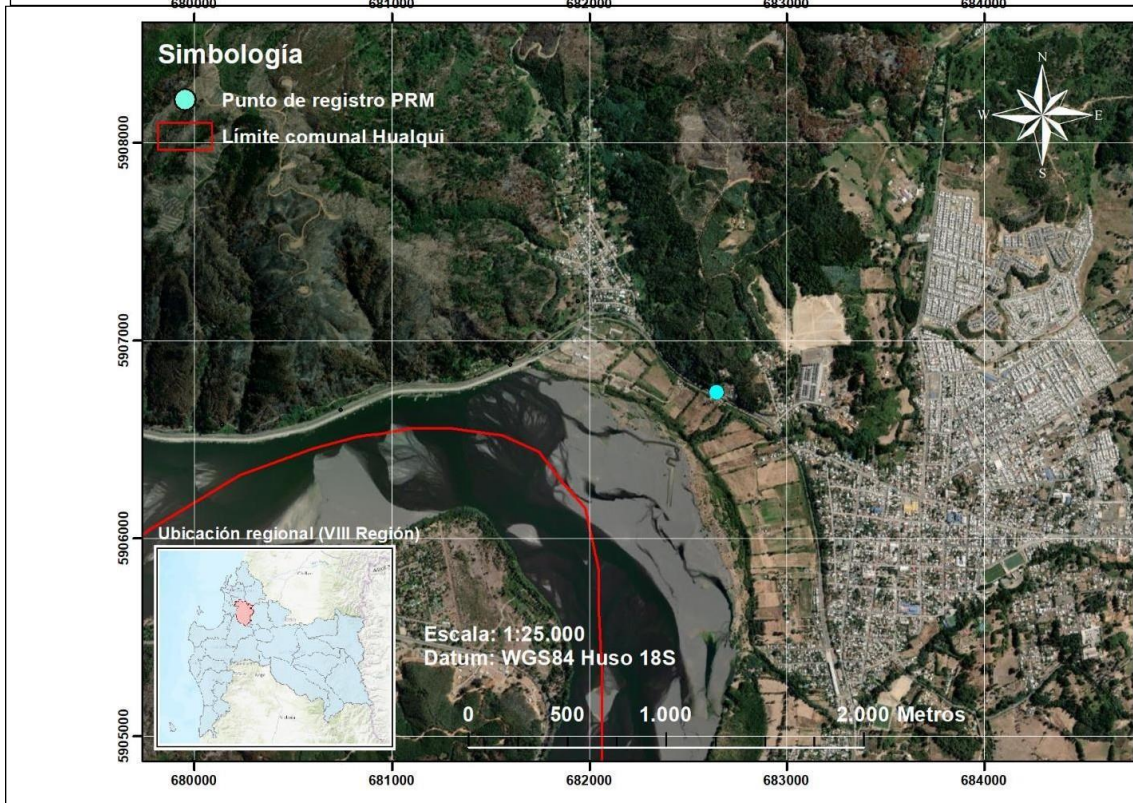 680000 681000 682000 683000 684000
Simbología
Punto de registro PRM
Límite comunal Hualqui
N
W E
S
5908000
5907000
5906000
5905000
Ubicación regional (VIII Región)
Escala: 1:25.000
Datum: WGS84 Huso 18S
0 500 1.000 2.000 Metros
680000 681000 682000 683000 684000